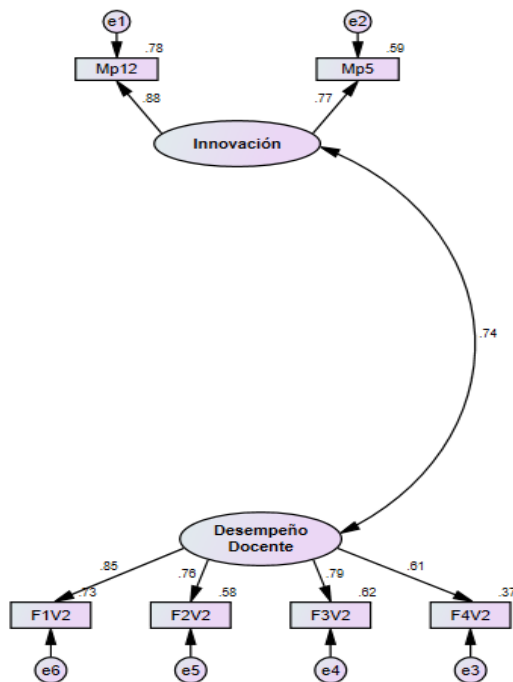 e1
e2
.78
.59
Mp12
Mp5
.88
.77
Innovación
.74
Desempeño
Docente
.85
.76
.79
.61
.73
.58
.62
.37
F1V2
F2V2
F3V2
F4V2
e6
e5
e4
e3